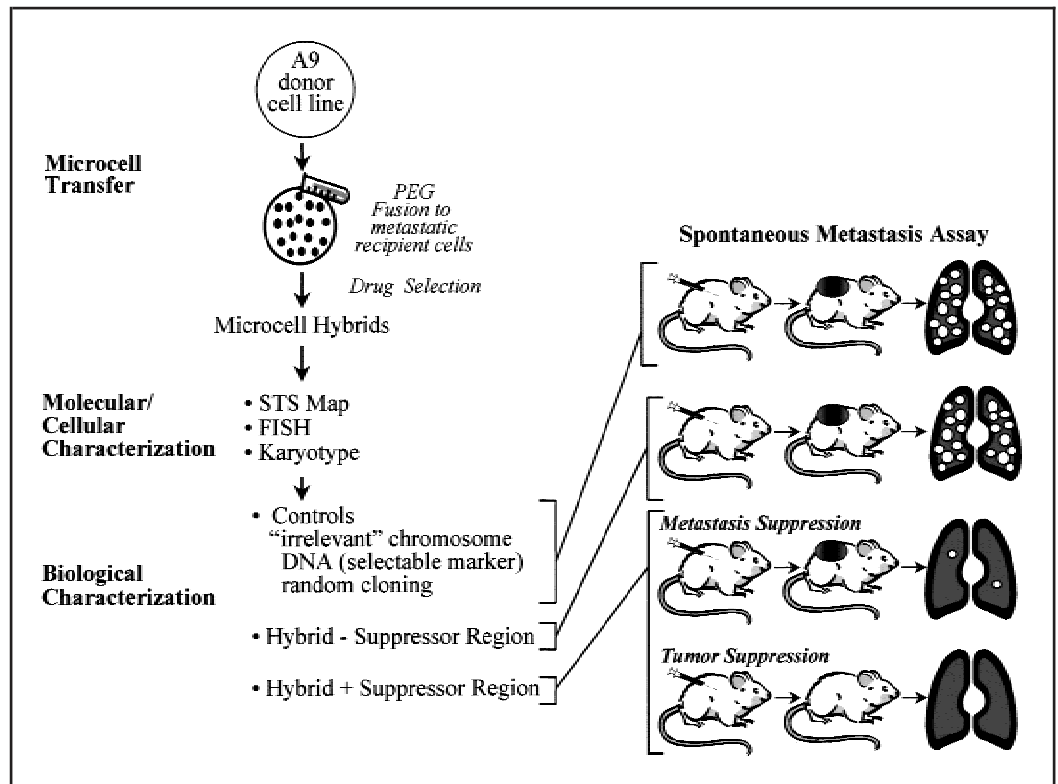 A9
donor
cell line
Microcell
Transfer
PEG
Fusion to
metastatic
recipient cells
Drug Selection
Microcell Hybrids
Molecular/
Cellular
Characterization
• STS Map
• FISH
• Karyotype
Biological
Characterization
• Controls
“irrelevant” chromosome
DNA (selectable marker)
random cloning
• Hybrid - Suppressor Region
• Hybrid + Suppressor Region
Spontaneous Metastasis Assay
Metastasis Suppression
Tumor Suppression